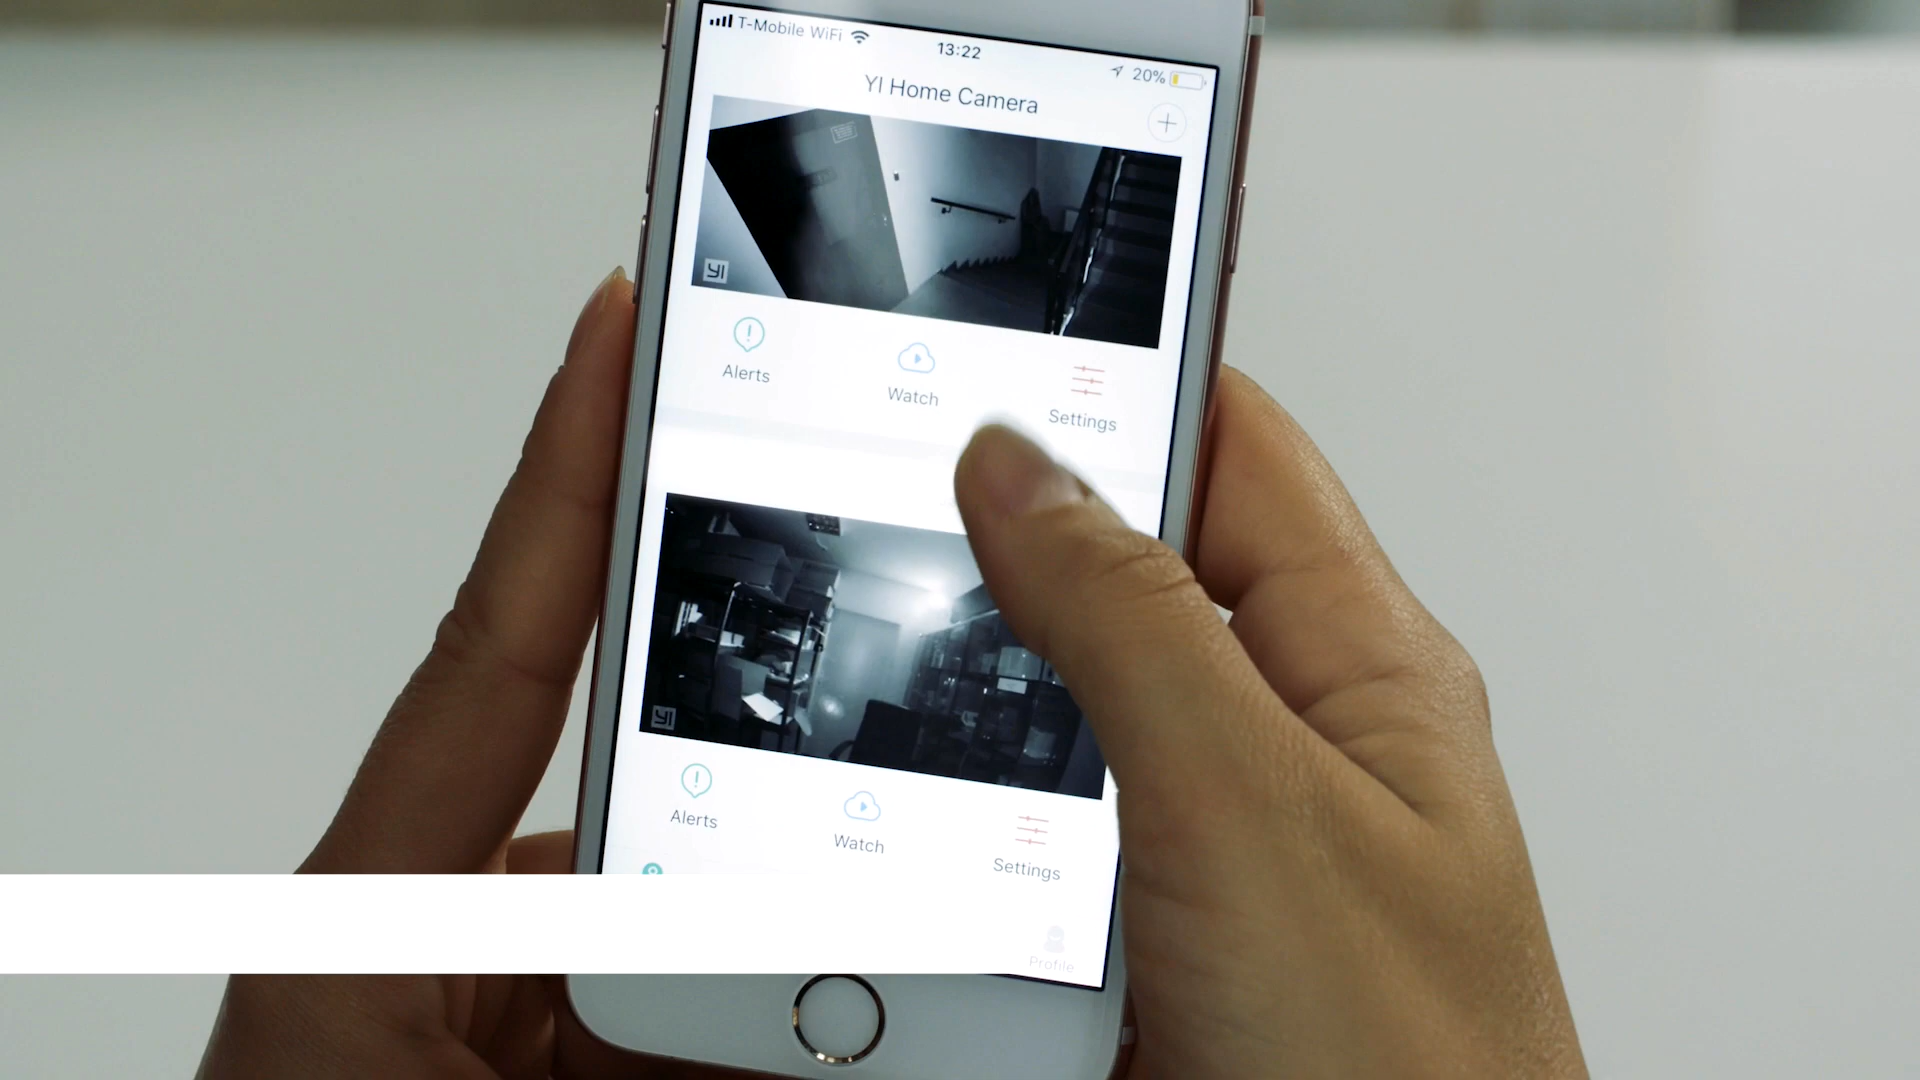 T-Mobile WiFi
13:22
20%
YI Home Camera
YI
Alerts
Watch
Settings
YI
Alerts
Watch
Settings
Profile